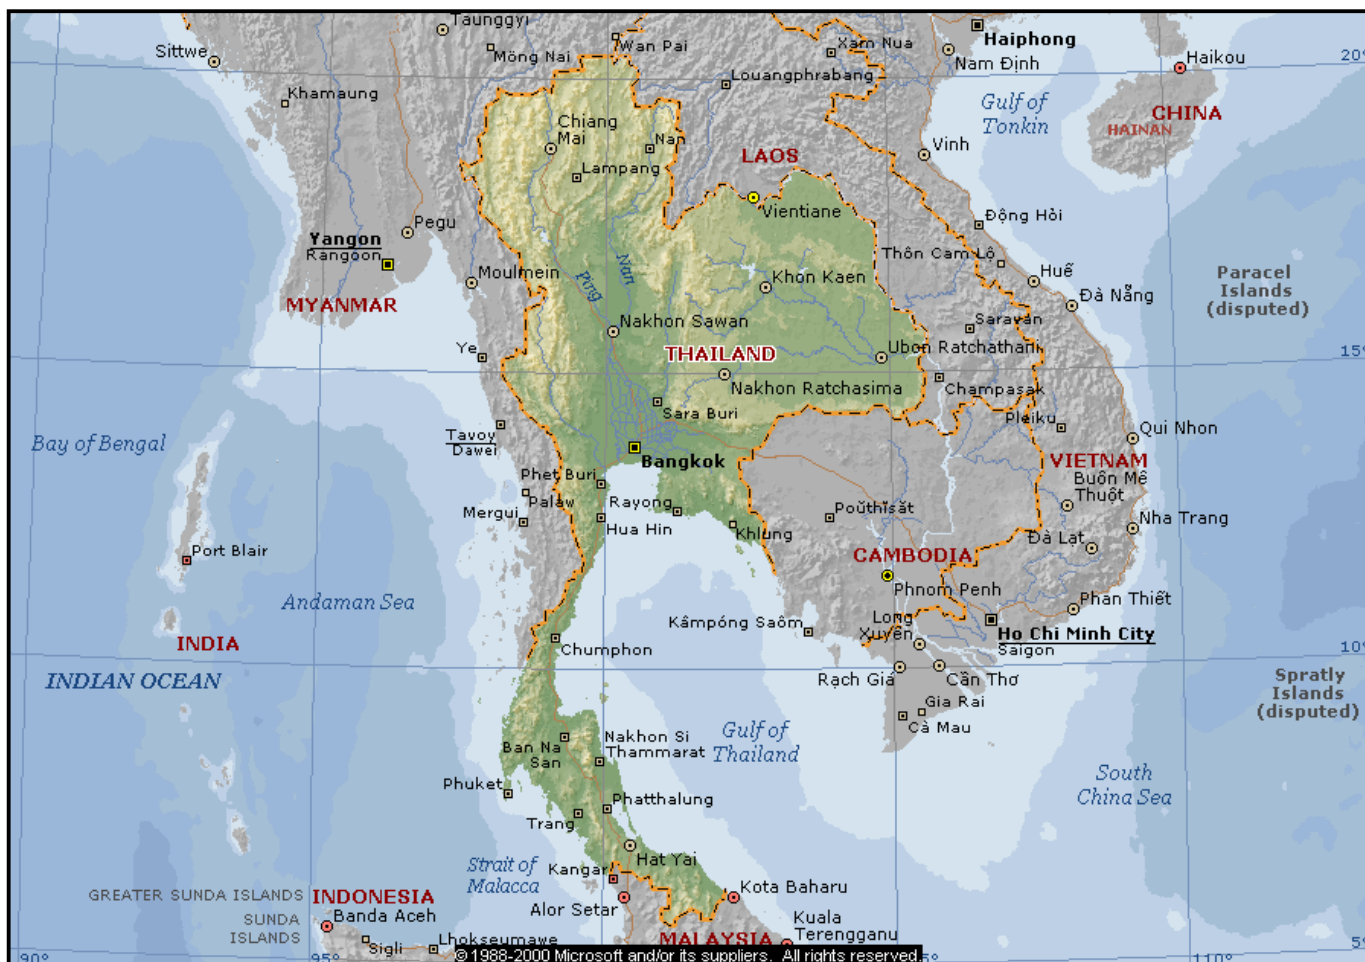 Taunggyi
Sittwe
Möng Nai
Wan Pai
Xam Nua
Haiphong
Nam Định
Haikou
20°
Khamaung
Louangphrabang
Gulf of
Tonkin
CHINA
HAINAN
Chiang
Mai
Nan
Vinh
LAOS
Lampang
Vientiane
Pegu
Động Hòi
Yangon
Rangoon
Moulmein
Ping
Nan
Khon Kaen
Thôn Cam Lộ
Huế
Paracel
Islands
(disputed)
MYANMAR
Đà Nẵng
Nakhon Sawan
Saravan
Ye
THAILAND
Ubon Ratchathani
15°
Nakhon Ratchasima
Champasak
Sara Buri
Pleiku
Bay of Bengal
Tavoy
Dawei
Qui Nhon
Bangkok
VIETNAM
Phet Buri
Buôn Mê
Thuột
Palaw
Rayong
Mergui
Hua Hin
Khlung
Poŭthĭsăt
Nha Trang
Đà Lạt
Port Blair
CAMBODIA
Phnom Penh
Andaman Sea
Phan Thiết
Kâmpóng Saôm
Long
Xuyên
Ho Chi Minh City
Saigon
INDIA
Chumphon
10°
INDIAN OCEAN
Rạch Giá
Cần Thơ
Spratly
Islands
(disputed)
Gia Rai
Cà Mau
Gulf of
Thailand
Ban Na
San
Nakhon Si
Thammarat
Phuket
South
China Sea
Phatthalung
Trang
Hat Yai
Strait of
Malacca
Kangar
GREATER SUNDA ISLANDS
INDONESIA
Alor Setar
Kota Baharu
SUNDA
ISLANDS
Banda Aceh
Kuala
Terengganu
Sigli
Lhokseumawe
MALAYSIA
5°
90°
95°
© 1988-2000 Microsoft and/or its suppliers. All rights reserved.
110°